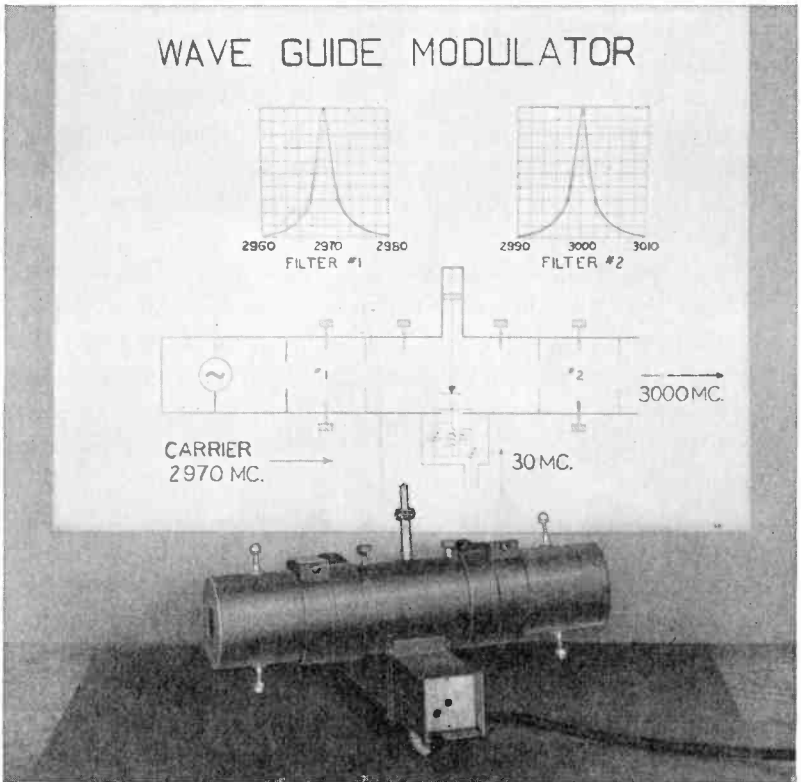 WAVE GUIDE MODULATOR
2960 2970 2980
FILTER #1
2990 3000 3010
FILTER #2
#1
#2
3000 MC.
CARRIER
2970 MC.
30 MC.